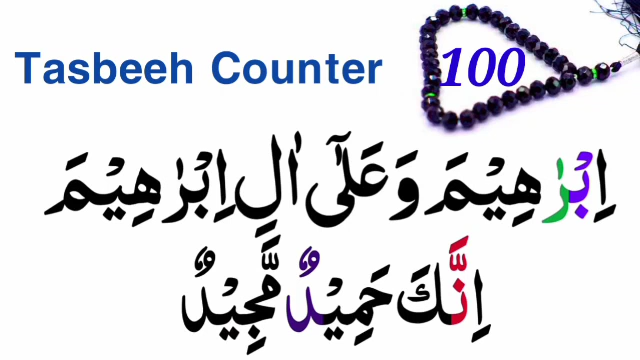 Tasbeeh Counter 100
اِبْرٰهِيْمَ وَعَلٰٓى اٰلِ اِبْرٰهِيْمَ
اِنَّكَ حَمِيْدٌ مَّجِيْدٌ